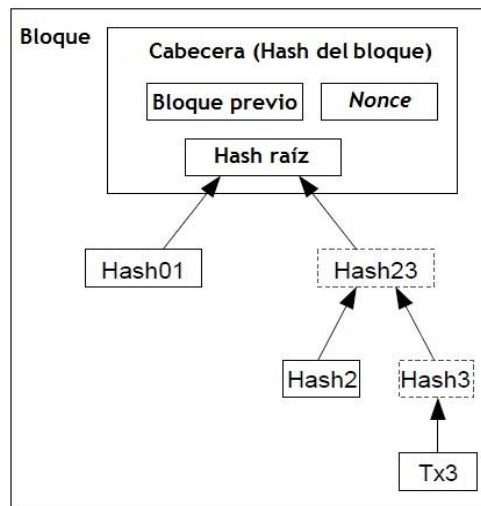 Bloque
Cabecera (Hash del bloque)
Bloque previo
Nonce
Hash raíz
Hash01
Hash23
Hash2
Hash3
Tx3